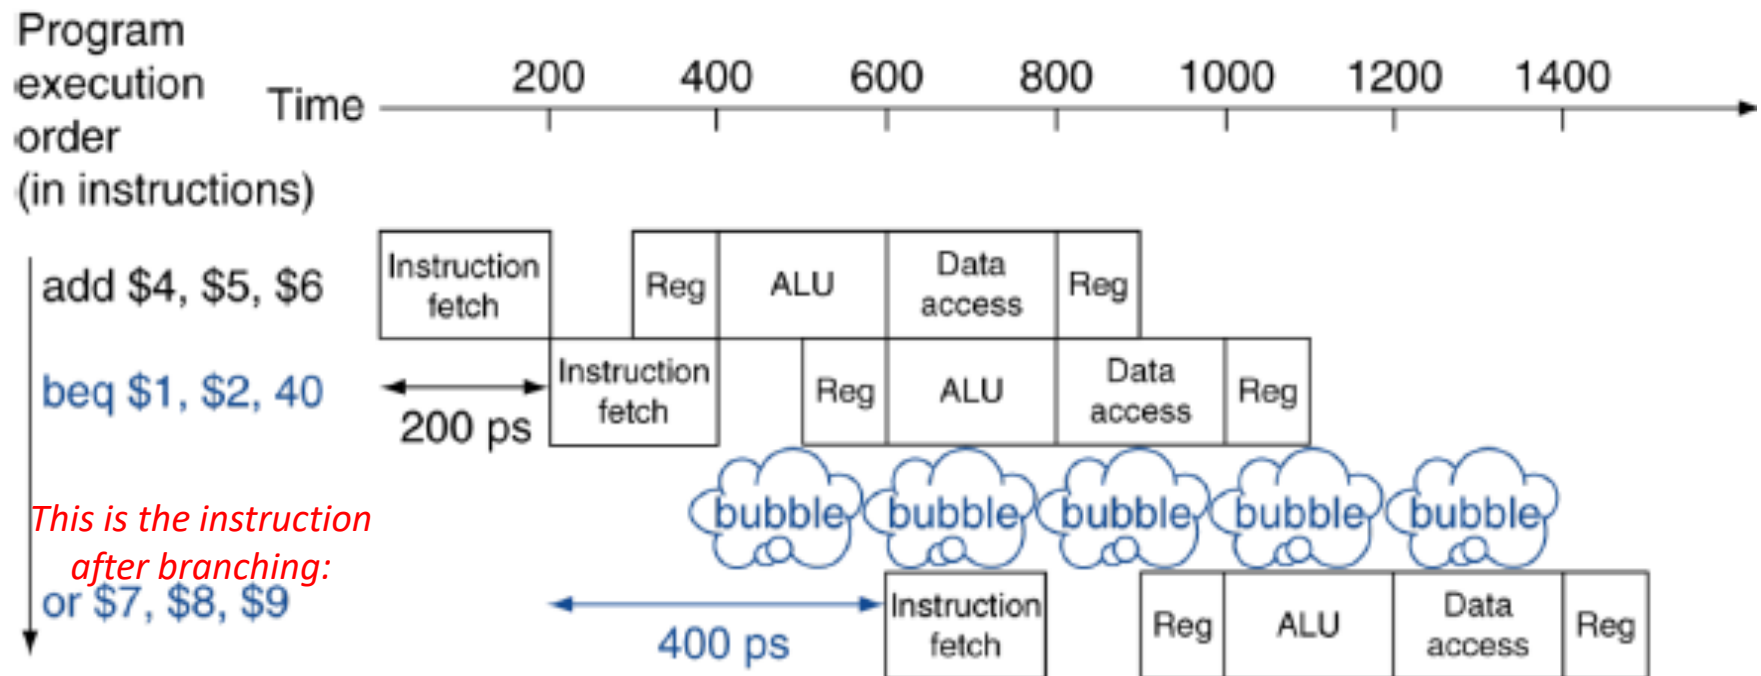 Program
execution
order
(in instructions)
Time
200 400 600 800 1000 1200 1400
add $4, $5, $6
Instruction
fetch
Reg
ALU
Data
access
Reg
beq $1, $2, 40
200 ps
Instruction
fetch
Reg
ALU
Data
access
Reg
bubble bubble bubble bubble bubble
This is the instruction
after branching:
or $7, $8, $9
400 ps
Instruction
fetch
Reg
ALU
Data
access
Reg